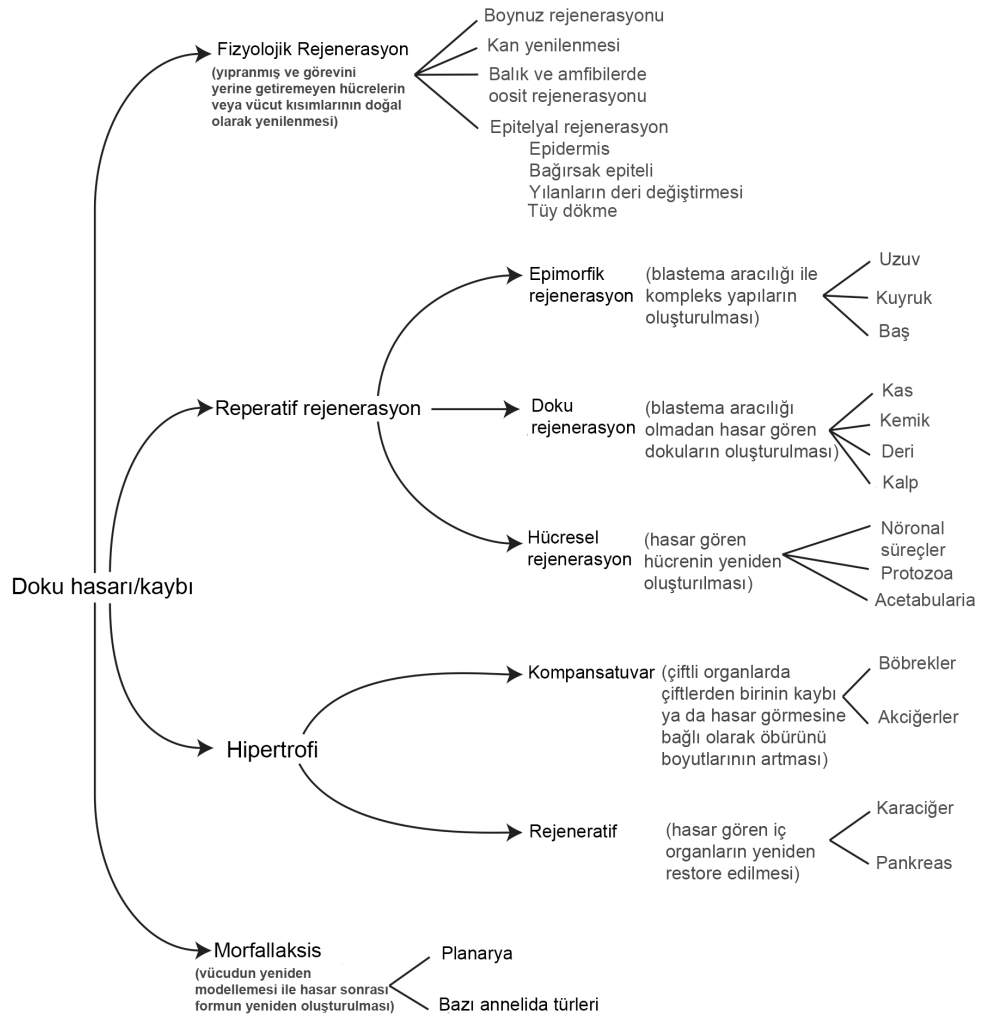 Fizyolojik Rejenerasyon
(yıpranmış ve görevini
yerine getiremeyen hücrelerin
veya vücut kısımlarının doğal
olarak yenilenmesi)
Boynuz rejenerasyonu
Kan yenilenmesi
Balık ve amfibilerde
oosit rejenerasyonu
Epitelyal rejenerasyon
Epidermis
Bağırsak epiteli
Yılanların deri değiştirmesi
Tüy dökme
Reperatif rejenerasyon
Epimorfik
rejenerasyon
(blastema aracılığı ile
kompleks yapıların
oluşturulması)
Uzuv
Kuyruk
Baş
Doku
rejenerasyon
(blastema aracılığı
olmadan hasar gören
dokuların oluşturulması)
Kas
Kemik
Deri
Kalp
Hücresel
rejenerasyon
(hasar gören
hücrenin yeniden
oluşturılması)
Nöronal
süreçler
Protozoa
Acetabularia
Doku hasarı/kaybı
Hipertrofi
Kompansatuvar
(çiftli organlarda
çiftlerden birinin kaybı
ya da hasar görmesine
bağlı olarak öbürünü
boyutlarının artması)
Böbrekler
Akciğerler
Rejeneratif
(hasar gören iç
organların yeniden
restore edilmesi)
Karaciğer
Pankreas
Morfallaksis
(vücudun yeniden
modellemesi ile hasar sonrası
formun yeniden oluşturulması)
Planarya
Bazı annelida türleri